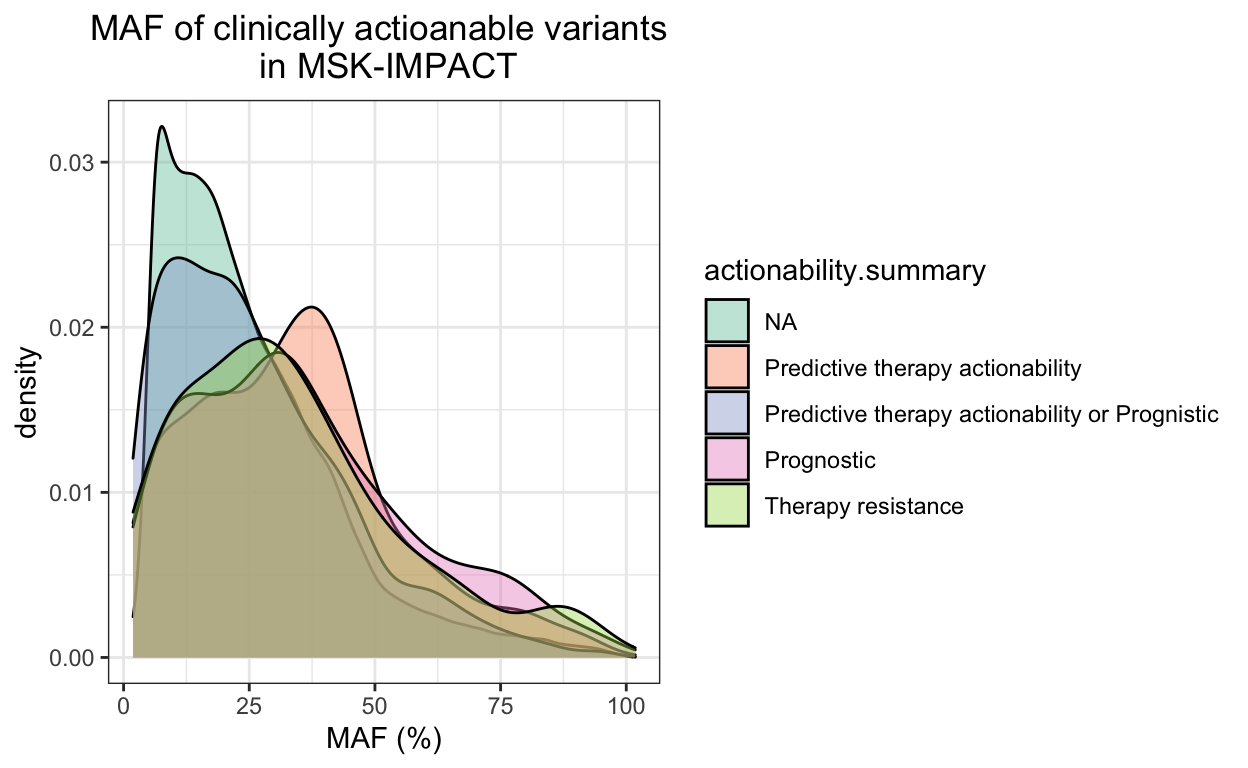 MAF of clinically actioanable variants
in MSK-IMPACT
0.03
0.02
0.01
0.00
density
0
25
50
75
100
MAF (%)
actionability.summary
NA
Predictive therapy actionability
Predictive therapy actionability or Prognistic
Prognostic
Therapy resistance